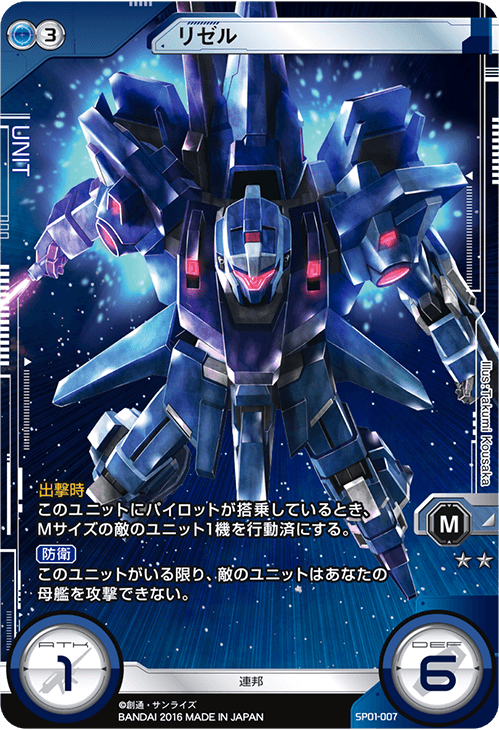 3
リゼル
UNIT
Illus:Takumi Kousaka
出撃時
このユニットにパイロットが搭乗しているとき、
Mサイズの敵のユニット1機を行動済にする。
防衛
このユニットがいる限り、敵のユニットはあなたの
母艦を攻撃できない。
M
★★
ATK
1
DEF
6
連邦
©創通・サンライズ
BANDAI 2016 MADE IN JAPAN
SP01-007